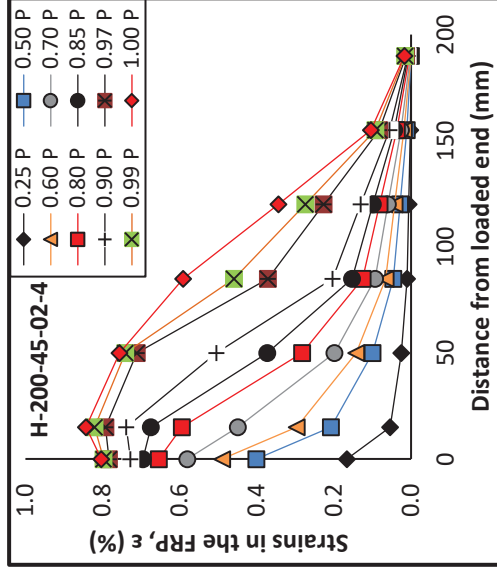 H-200-45-02-4
0.25 P
0.50 P
0.60 P
0.70 P
0.80 P
0.85 P
0.90 P
0.97 P
0.99 P
1.00 P
Strains in the FRP, ε (%)
1.0
0.8
0.6
0.4
0.2
0.0
0
50
100
150
200
Distance from loaded end (mm)